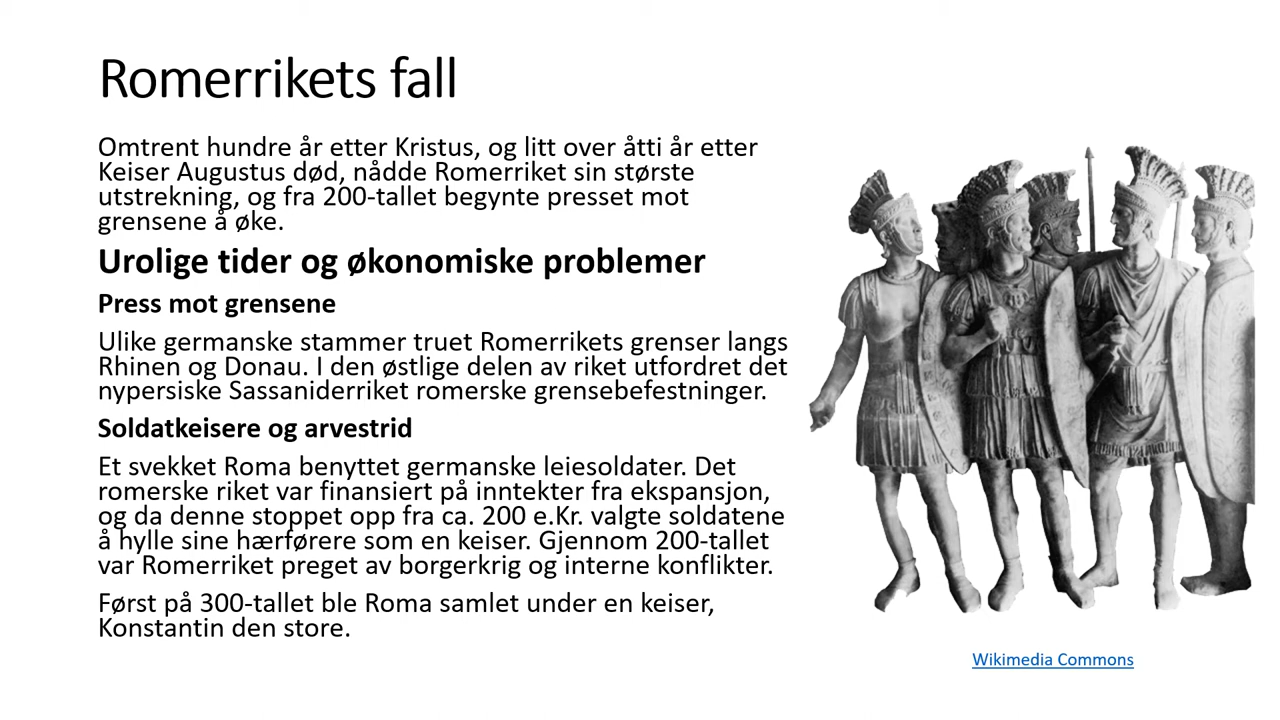 Romerrikets fall
Omtrent hundre år etter Kristus, og litt over åtti år etter
Keiser Augustus død, nådde Romerriket sin største
utstrekning, og fra 200-tallet begynte presset mot
grensene å øke.
Urolige tider og økonomiske problemer
Press mot grensene
Ulike germanske stammer truet Romerrikets grenser langs
Rhinen og Donau. I den østlige delen av riket utfordret det
nypersiske Sassaniderriket romerske grensebefestninger.
Soldatkeisere og arvestrid
Et svekket Roma benyttet germanske leiesoldater. Det
romerske riket var finansiert på inntekter fra ekspansjon,
og da denne stoppet opp fra ca. 200 e.Kr. valgte soldatene
å hylle sine hærførere som en keiser. Gjennom 200-tallet
var Romerriket preget av borgerkrig og interne konflikter.
Først på 300-tallet ble Roma samlet under en keiser,
Konstantin den store.
Wikimedia Commons